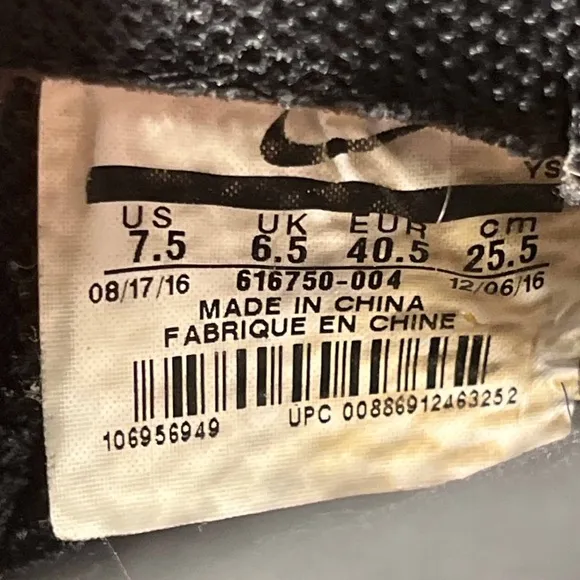 YS
US UK EUR cm
7.5 6.5 40.5 25.5
08/17/16 616750-004 12/06/16
MADE IN CHINA
FABRIQUE EN CHINE
106956949 UPC 00886912463252